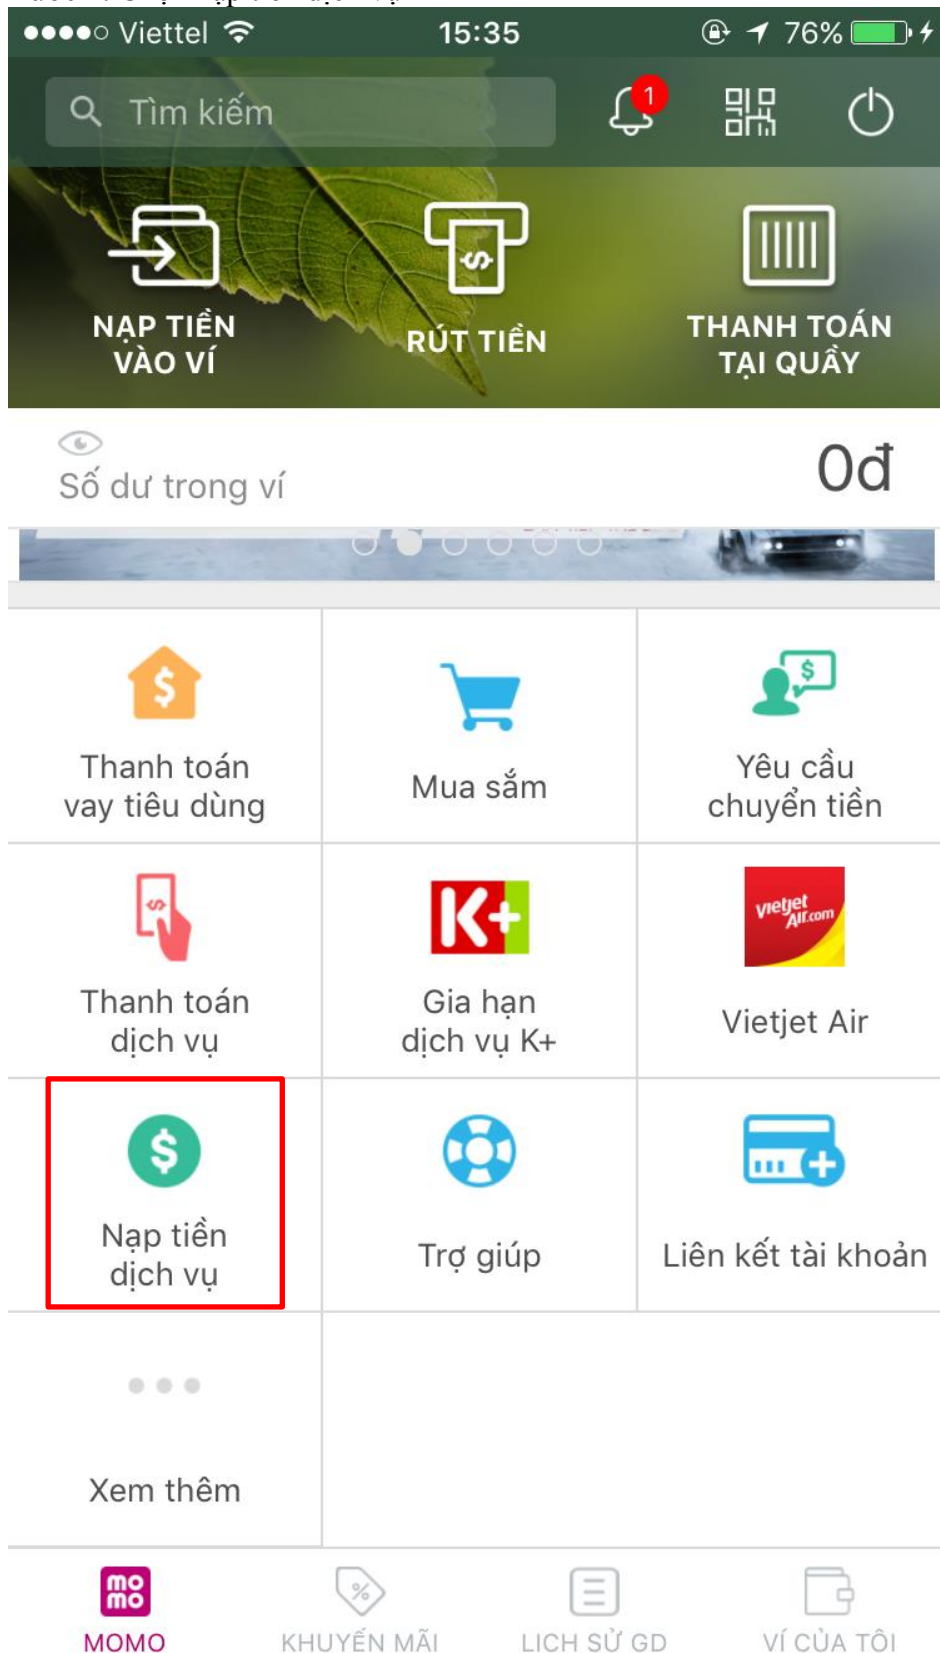 Viettel 15:35 76%
Tìm kiếm 1
NẠP TIỀN
VÀO VÍ
RÚT TIỀN
THANH TOÁN
TẠI QUẦY
Số dư trong ví
0đ
Thanh toán
vay tiêu dùng
Mua sắm
Yêu cầu
chuyển tiền
Thanh toán
dịch vụ
K+
Gia hạn
dịch vụ K+
vietjet
Air.com
Vietjet Air
Nạp tiền
dịch vụ
Trợ giúp
Liên kết tài khoản
Xem thêm
mo
mo
MOMO
KHUYẾN MÃI
LỊCH SỬ GD
VÍ CỦA TÔI